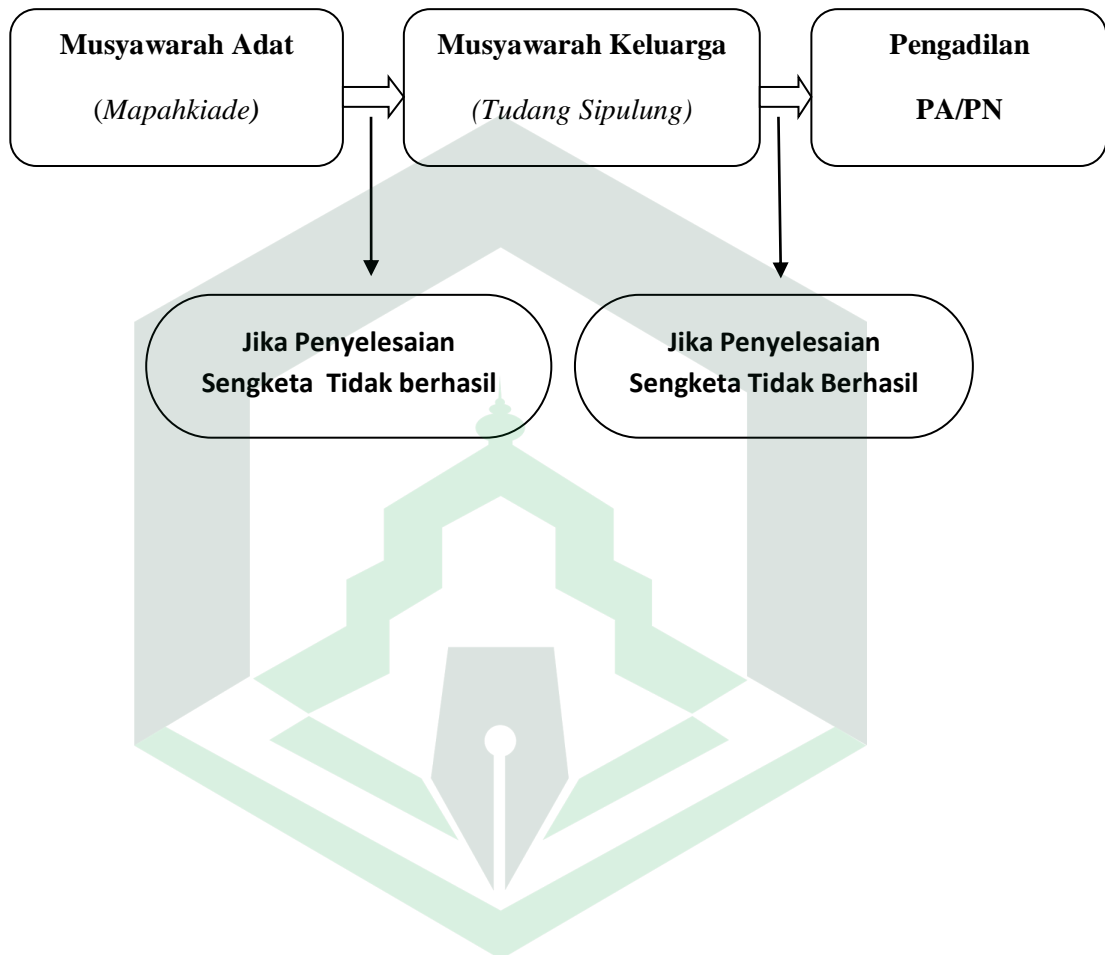 Musyawarah Adat
(Mapahkiade)
Musyawarah Keluarga
(Tudang Sipulung)
Pengadilan
PA/PN
Jika Penyelesaian
Sengketa Tidak berhasil
Jika Penyelesaian
Sengketa Tidak Berhasil